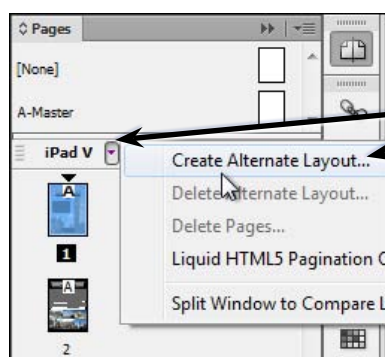 Pages
[None]
A-Master
iPad V
Create Alternate Layout...
Delete Alternate Layout...
Delete Pages...
Liquid HTML5 Pagination
Split Window to Compare
A
1
A
2